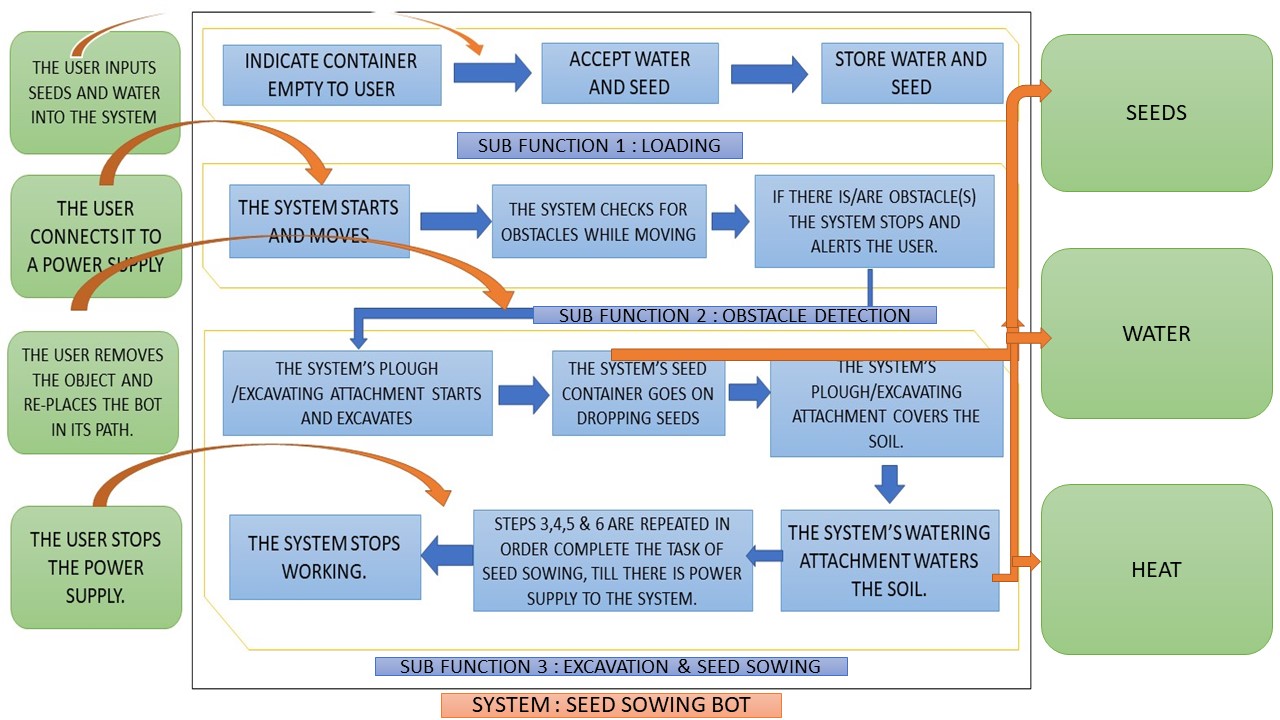 THE USER INPUTS
SEEDS AND WATER
INTO THE SYSTEM
INDICATE CONTAINER
EMPTY TO USER
ACCEPT WATER
AND SEED
STORE WATER AND
SEED
SEEDS
SUB FUNCTION 1 : LOADING
THE USER
CONNECTS IT TO
A POWER SUPPLY
THE SYSTEM STARTS
AND MOVES
THE SYSTEM CHECKS FOR
OBSTACLES WHILE MOVING
IF THERE IS/ARE OBSTACLE(S)
THE SYSTEM STOPS AND
ALERTS THE USER.
SUB FUNCTION 2 : OBSTACLE DETECTION
WATER
THE USER REMOVES
THE OBJECT AND
RE-PLACES THE BOT
IN ITS PATH.
THE SYSTEM'S PLOUGH
/EXCAVATING ATTACHMENT STARTS
AND EXCAVATES
THE SYSTEM'S SEED
CONTAINER GOES ON
DROPPING SEEDS
THE SYSTEM'S
PLOUGH/EXCAVATING
ATTACHMENT COVERS THE
SOIL.
THE USER STOPS
THE POWER
SUPPLY.
THE SYSTEM STOPS
WORKING.
STEPS 3,4,5 & 6 ARE REPEATED IN
ORDER COMPLETE THE TASK OF
SEED SOWING, TILL THERE IS POWER
SUPPLY TO THE SYSTEM.
THE SYSTEM'S WATERING
ATTACHMENT WATERS
THE SOIL.
HEAT
SUB FUNCTION 3 : EXCAVATION & SEED SOWING
SYSTEM : SEED SOWING BOT